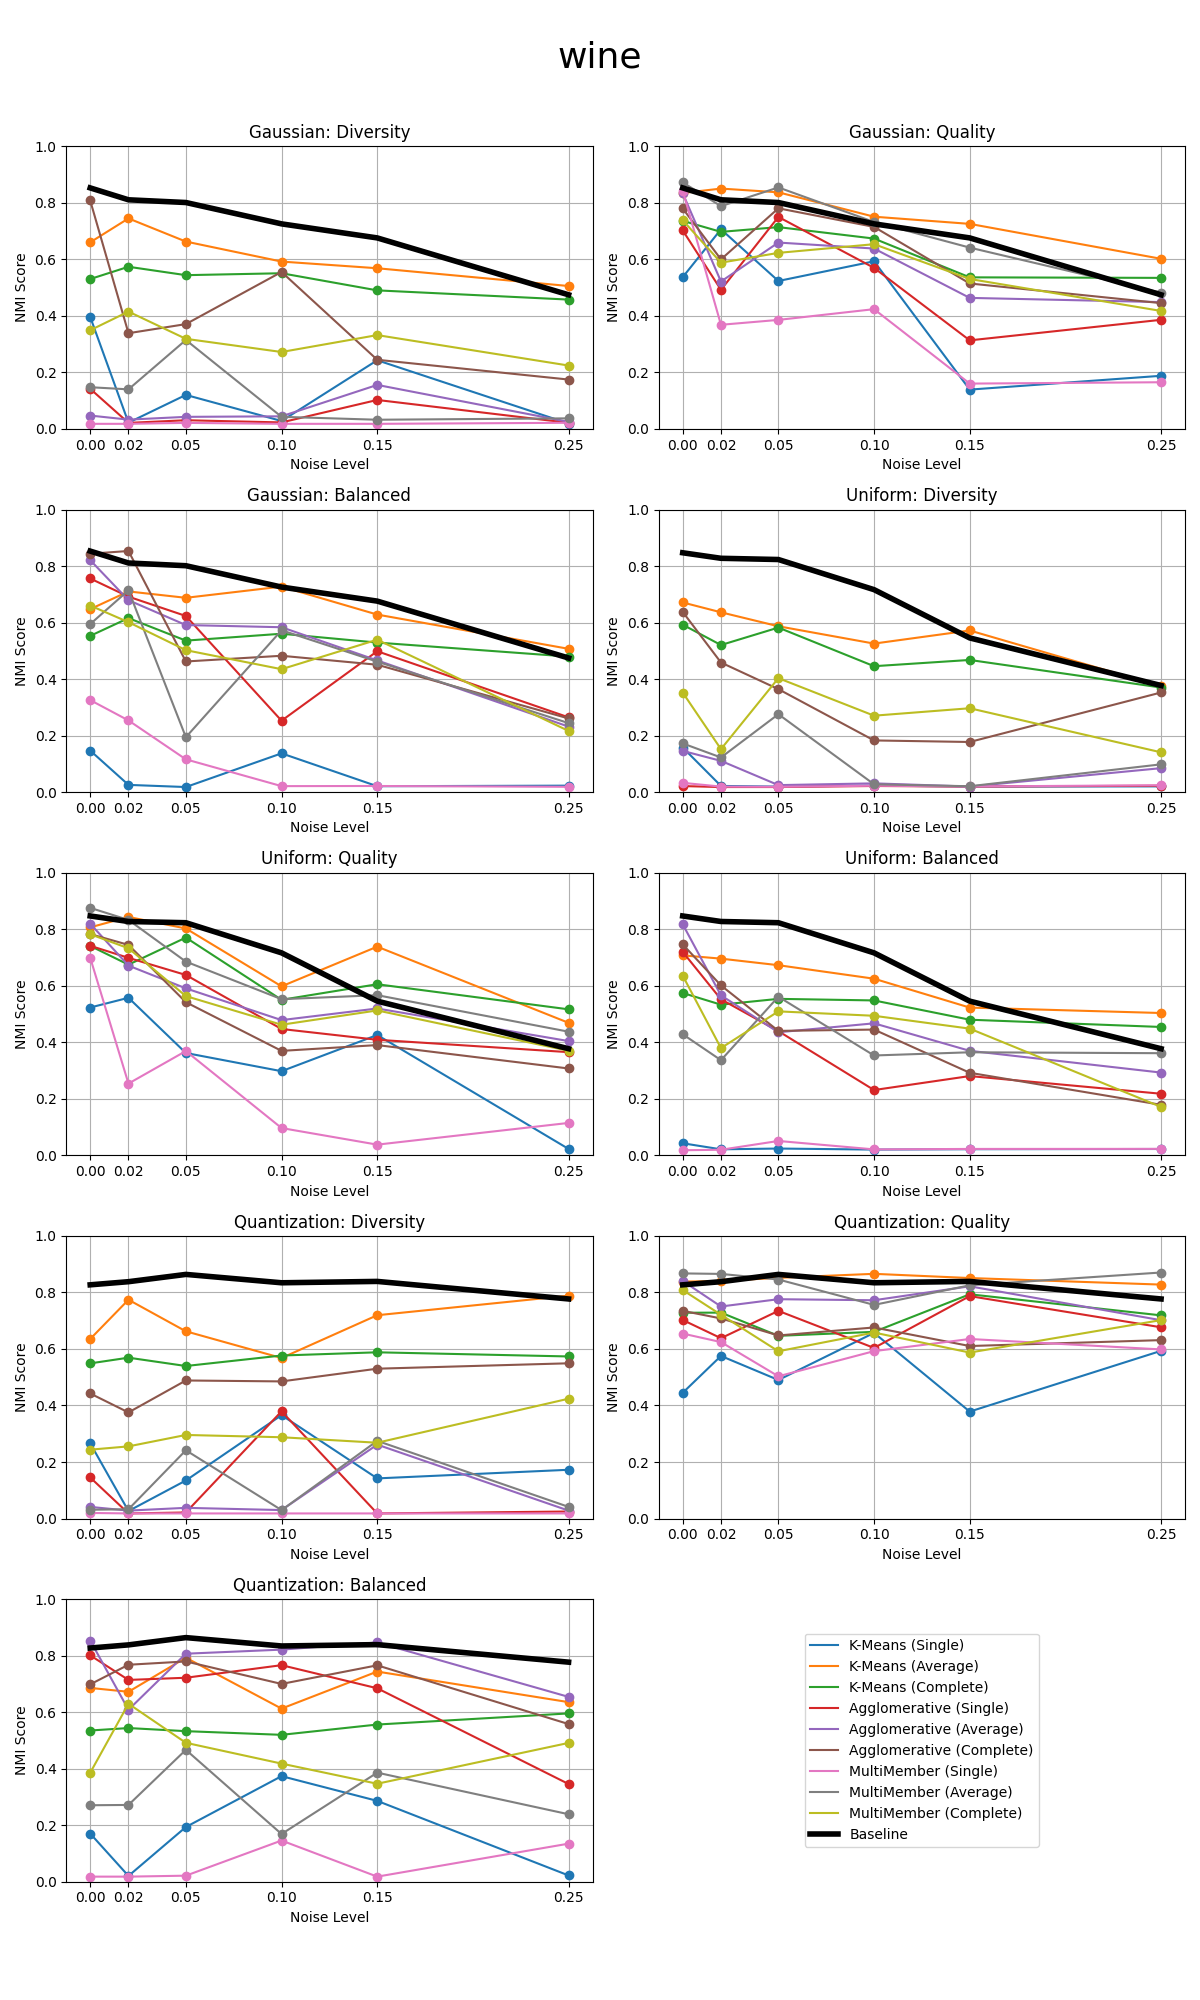 wine
Gaussian: Diversity
NMI Score
1.0
0.8
0.6
0.4
0.2
0.0
0.00 0.02 0.05 0.10 0.15 0.25
Noise Level
Gaussian: Quality
NMI Score
1.0
0.8
0.6
0.4
0.2
0.0
0.00 0.02 0.05 0.10 0.15 0.25
Noise Level
Gaussian: Balanced
NMI Score
1.0
0.8
0.6
0.4
0.2
0.0
0.00 0.02 0.05 0.10 0.15 0.25
Noise Level
Uniform: Diversity
NMI Score
1.0
0.8
0.6
0.4
0.2
0.0
0.00 0.02 0.05 0.10 0.15 0.25
Noise Level
Uniform: Quality
NMI Score
1.0
0.8
0.6
0.4
0.2
0.0
0.00 0.02 0.05 0.10 0.15 0.25
Noise Level
Uniform: Balanced
NMI Score
1.0
0.8
0.6
0.4
0.2
0.0
0.00 0.02 0.05 0.10 0.15 0.25
Noise Level
Quantization: Diversity
NMI Score
1.0
0.8
0.6
0.4
0.2
0.0
0.00 0.02 0.05 0.10 0.15 0.25
Noise Level
Quantization: Quality
NMI Score
1.0
0.8
0.6
0.4
0.2
0.0
0.00 0.02 0.05 0.10 0.15 0.25
Noise Level
Quantization: Balanced
NMI Score
1.0
0.8
0.6
0.4
0.2
0.0
0.00 0.02 0.05 0.10 0.15 0.25
Noise Level
K-Means (Single)
K-Means (Average)
K-Means (Complete)
Agglomerative (Single)
Agglomerative (Average)
Agglomerative (Complete)
MultiMember (Single)
MultiMember (Average)
MultiMember (Complete)
Baseline